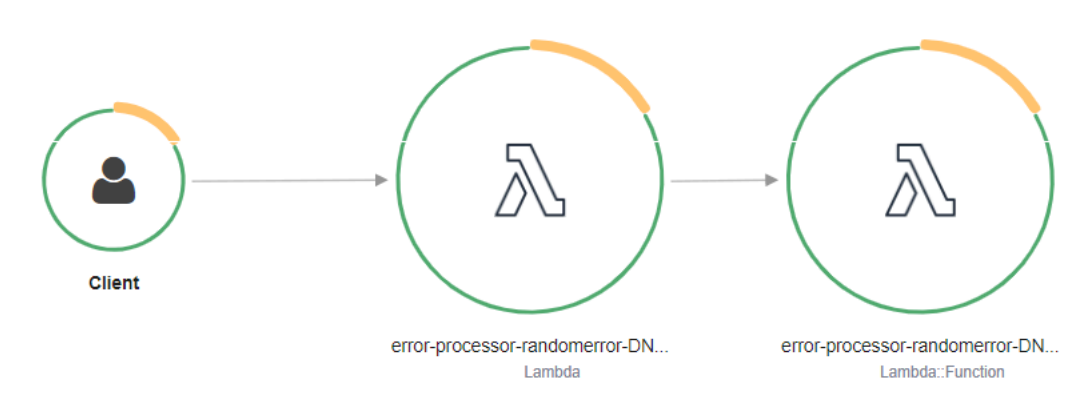 Client
error-processor-randomerror-DN...
Lambda
error-processor-randomerror-DN...
Lambda::Function